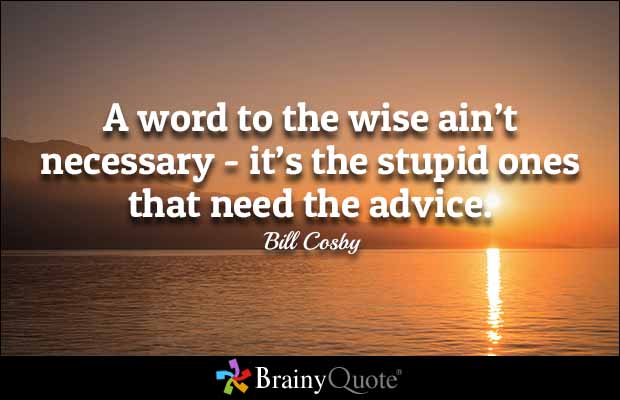 A word to the wise ain’t
necessary - it’s the stupid ones
that need the advice.
Bill Cosby
BrainyQuote®